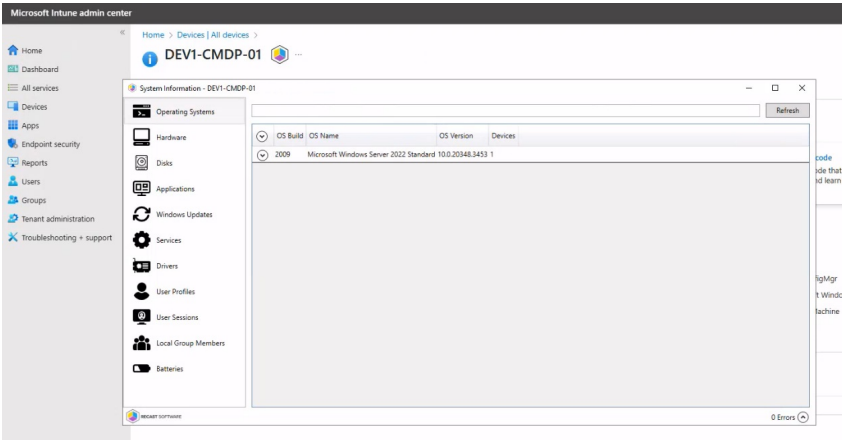 Microsoft Intune admin center
«
Home > Devices | All devices >
DEV1-CMDP-01 ...
Home
Dashboard
All services
Devices
Apps
Endpoint security
Reports
Users
Groups
Tenant administration
Troubleshooting + support
System Information - DEV1-CMDP-01
Operating Systems
Hardware
Disks
Applications
Windows Updates
Services
Drivers
User Profiles
User Sessions
Local Group Members
Batteries
Refresh
OS Build OS Name OS Version Devices
2009 Microsoft Windows Server 2022 Standard 10.0.20348.3453 1
RECAST SOFTWARE
0 Errors
code
ode that
nd learn
figMgr
t Windo
Machine